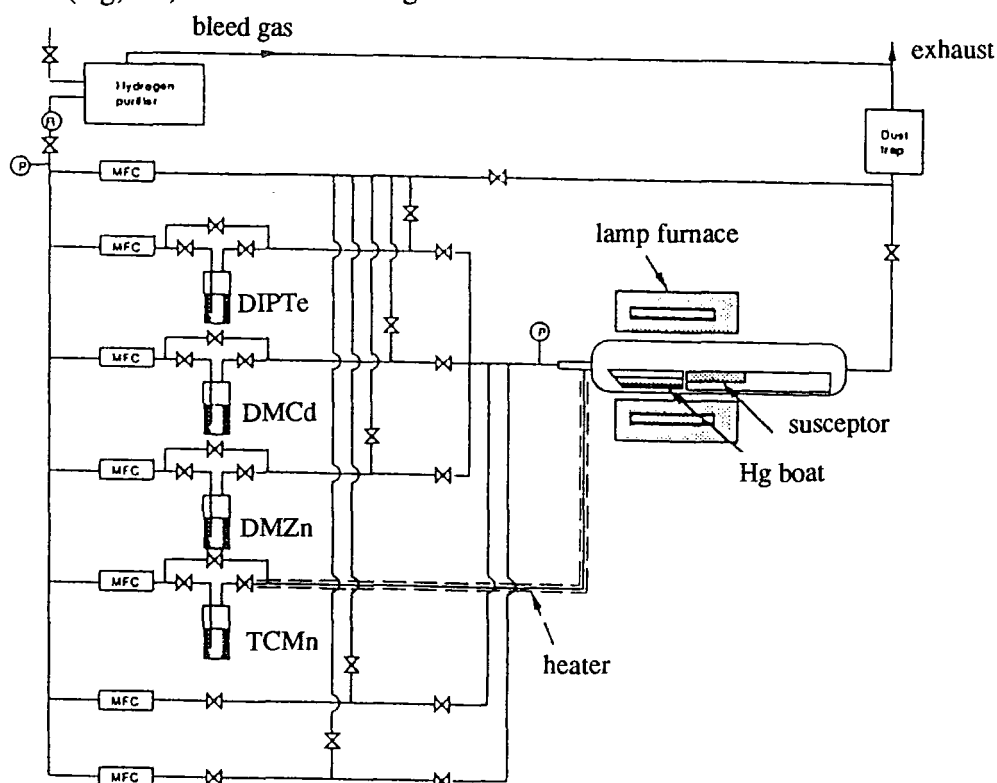 bleed gas
exhaust
Hydrogen
purifier
Dust
trap
P
MFC
MFC
lamp furnace
DIPTe
P
MFC
DMCd
susceptor
Hg boat
MFC
DMZn
MFC
TCMn
heater
MFC
MFC